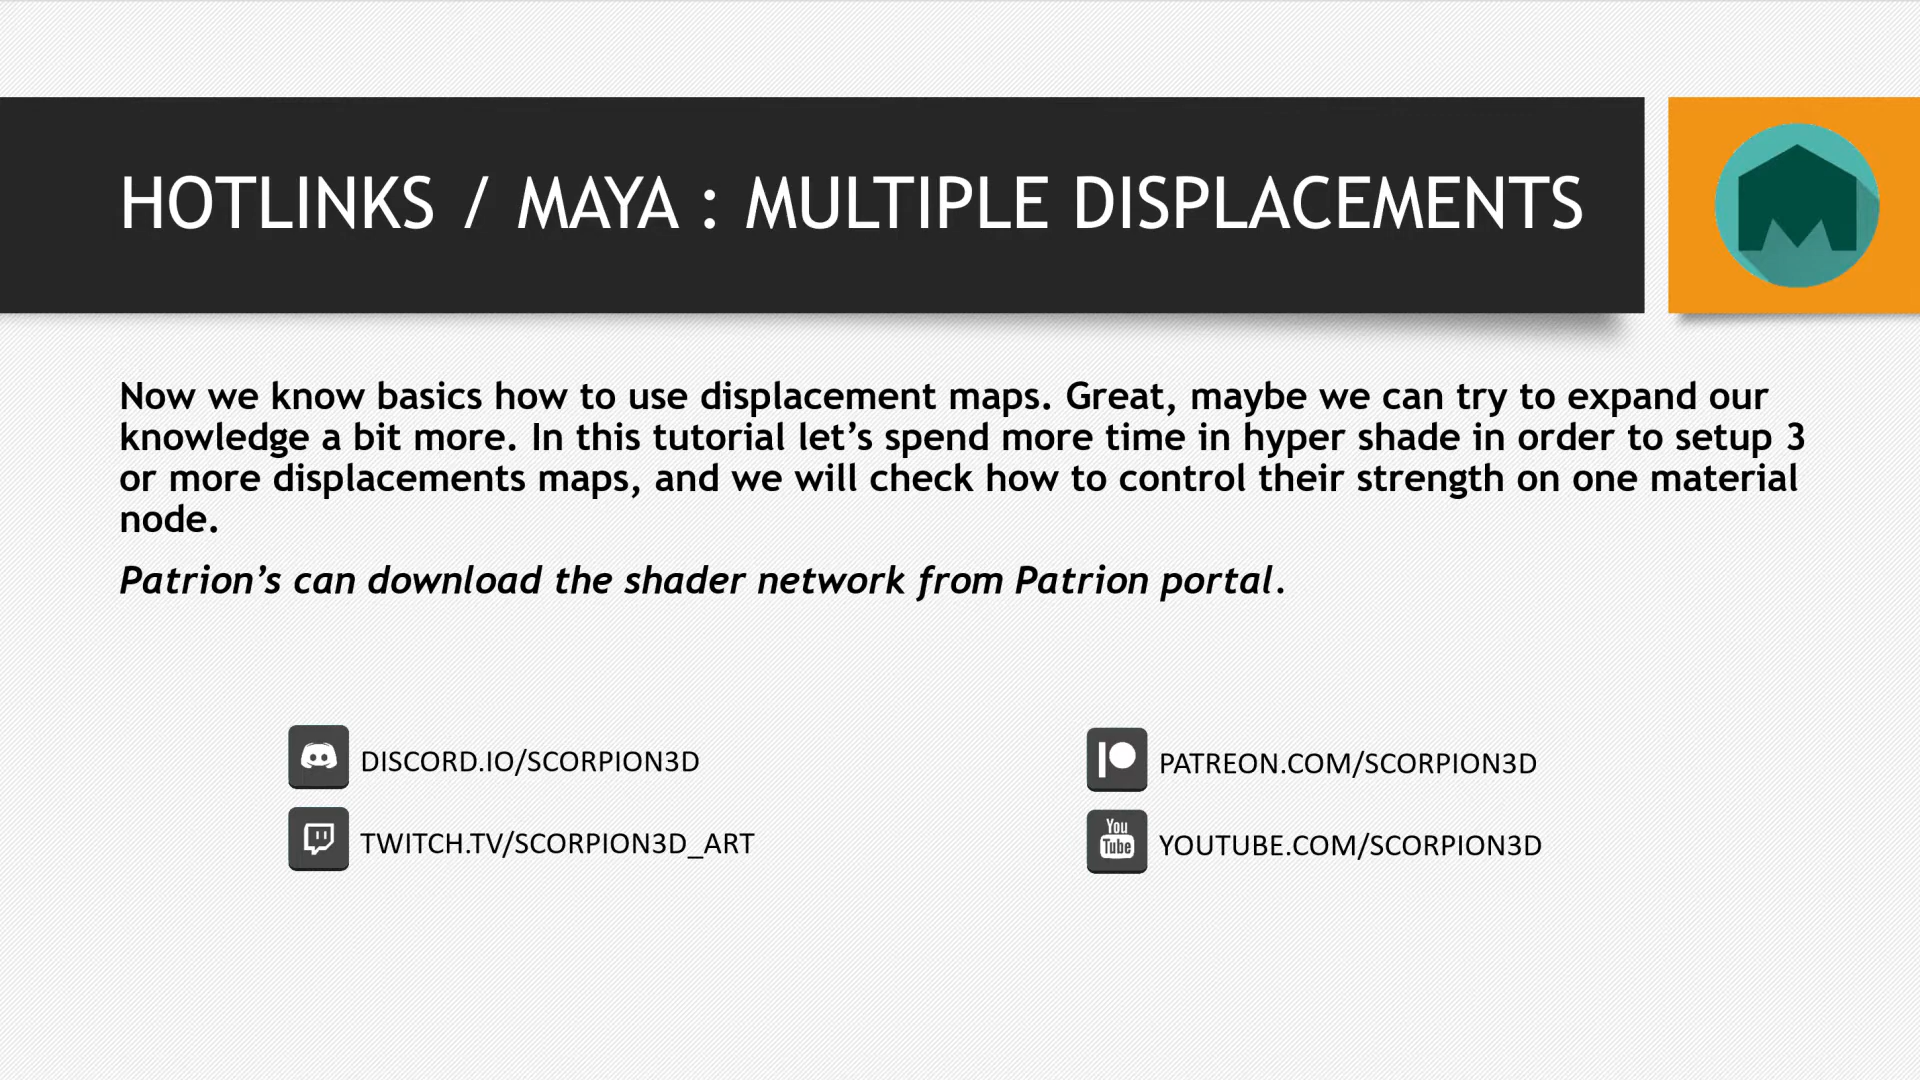 HOTLINKS / MAYA : MULTIPLE DISPLACEMENTS
Now we know basics how to use displacement maps. Great, maybe we can try to expand our
knowledge a bit more. In this tutorial let’s spend more time in hyper shade in order to setup 3
or more displacements maps, and we will check how to control their strength on one material
node.
Patrion’s can download the shader network from Patrion portal.
DISCORD.IO/SCORPION3D
TWITCH.TV/SCORPION3D_ART
PATREON.COM/SCORPION3D
You
Tube
YOUTUBE.COM/SCORPION3D